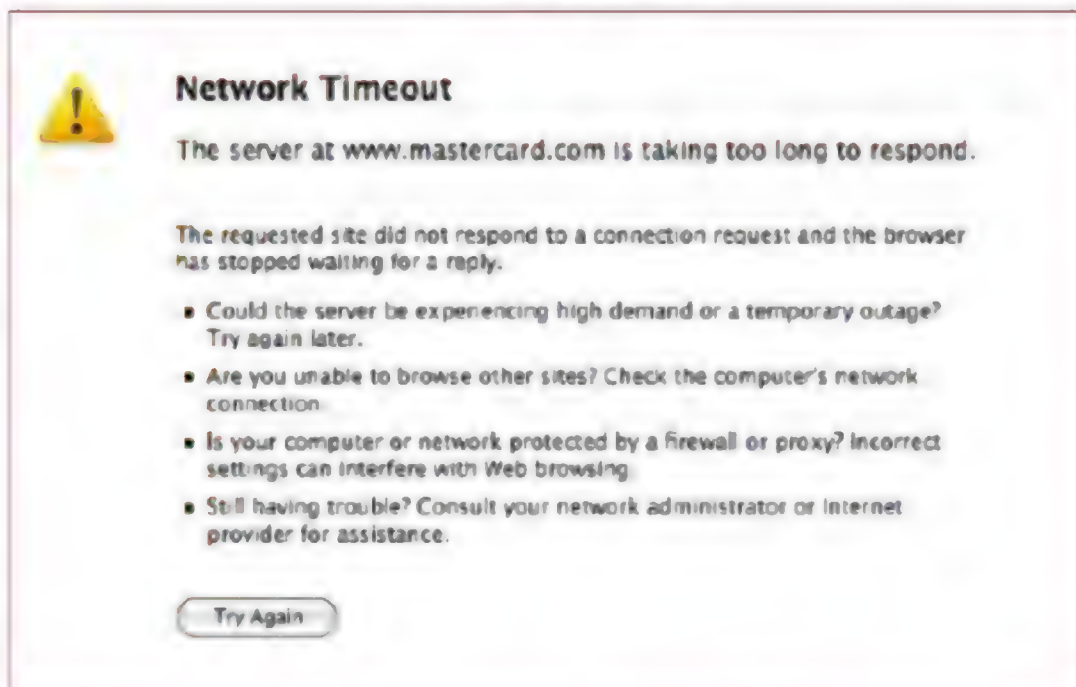 Network Timeout
The server at www.mastercard.com is taking too long to respond.
The requested site did not respond to a connection request and the browser
has stopped waiting for a reply.
▪ Could the server be experiencing high demand or a temporary outage?
Try again later.
▪ Are you unable to browse other sites? Check the computer's network
connection.
▪ Is your computer or network protected by a firewall or proxy? Incorrect
settings can interfere with Web browsing.
▪ Still having trouble? Consult your network administrator or Internet
provider for assistance.
Try Again